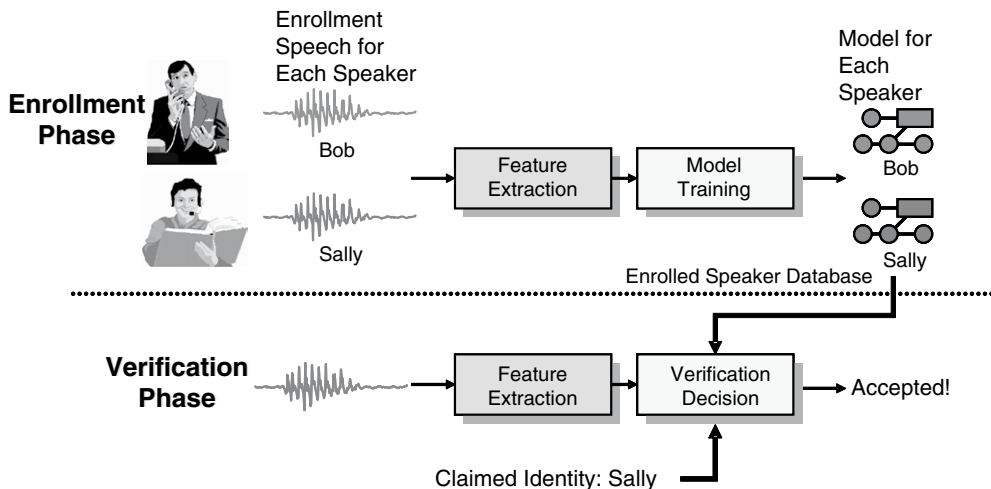 Enrollment
Speech for
Each Speaker
Model for
Each
Speaker
Enrollment
Phase
Bob
Feature
Extraction
Model
Training
Bob
Sally
Sally
Enrolled Speaker Database
Verification
Phase
Feature
Extraction
Verification
Decision
Accepted!
Claimed Identity: Sally